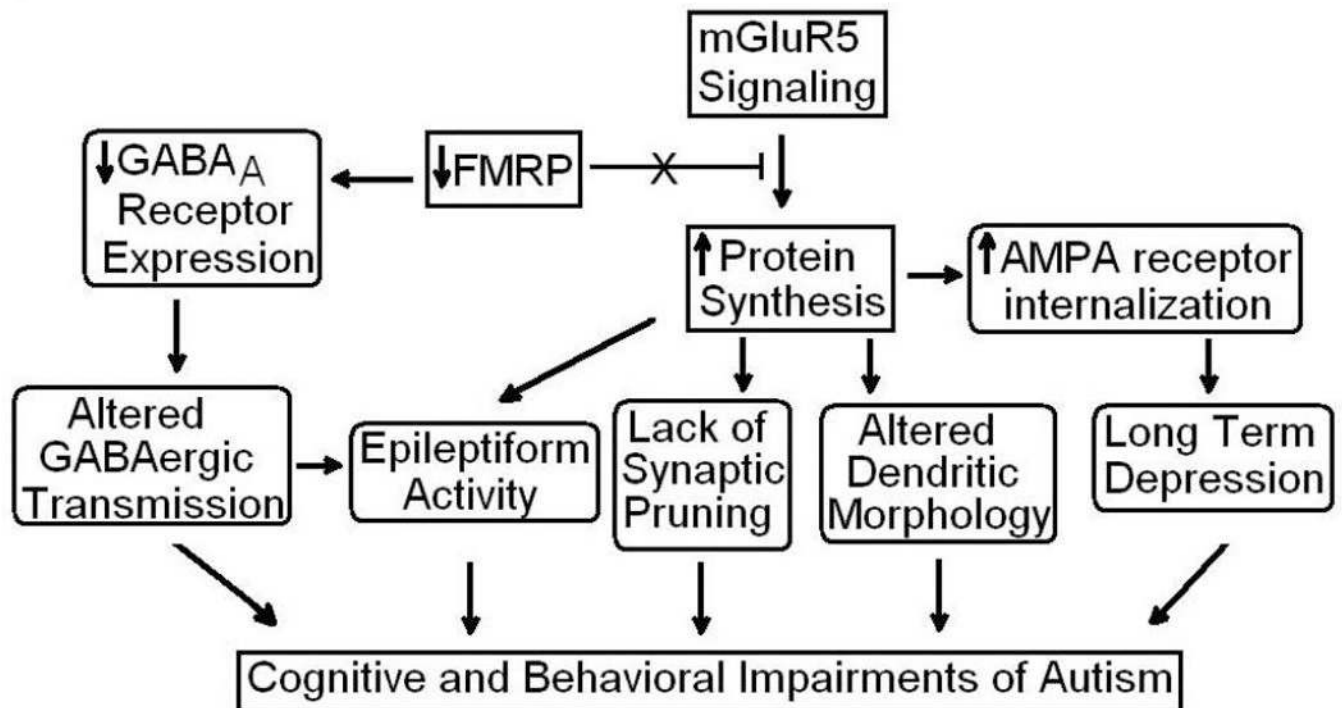 mGluR5
Signaling
↓GABA A
Receptor
Expression
↓FMRP
X
↑Protein
Synthesis
↑AMPA receptor
internalization
Altered
GABAergic
Transmission
Epileptiform
Activity
Lack of
Synaptic
Pruning
Altered
Dendritic
Morphology
Long Term
Depression
Cognitive and Behavioral Impairments of Autism